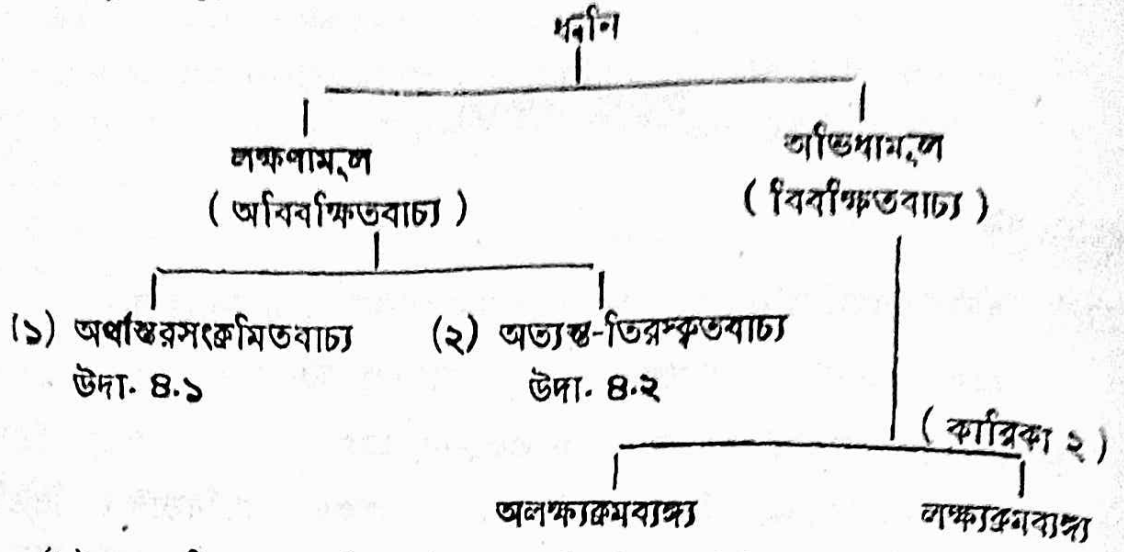 ধ্বনি
লক্ষণামূল
(অবিবক্ষিতবাচ্য)
অভিধামূল
(বিবক্ষিতবাচ্য)
(১) অর্থান্তরসংক্রমিতবাচ্য
উদা. ৪.১
(২) অত্যন্ত-তিরস্কৃতবাচ্য
উদা. ৪.২
(কারিকা ২)
অলক্ষ্যক্রমব্যঙ্গ্য
লক্ষ্যক্রমব্যঙ্গ্য